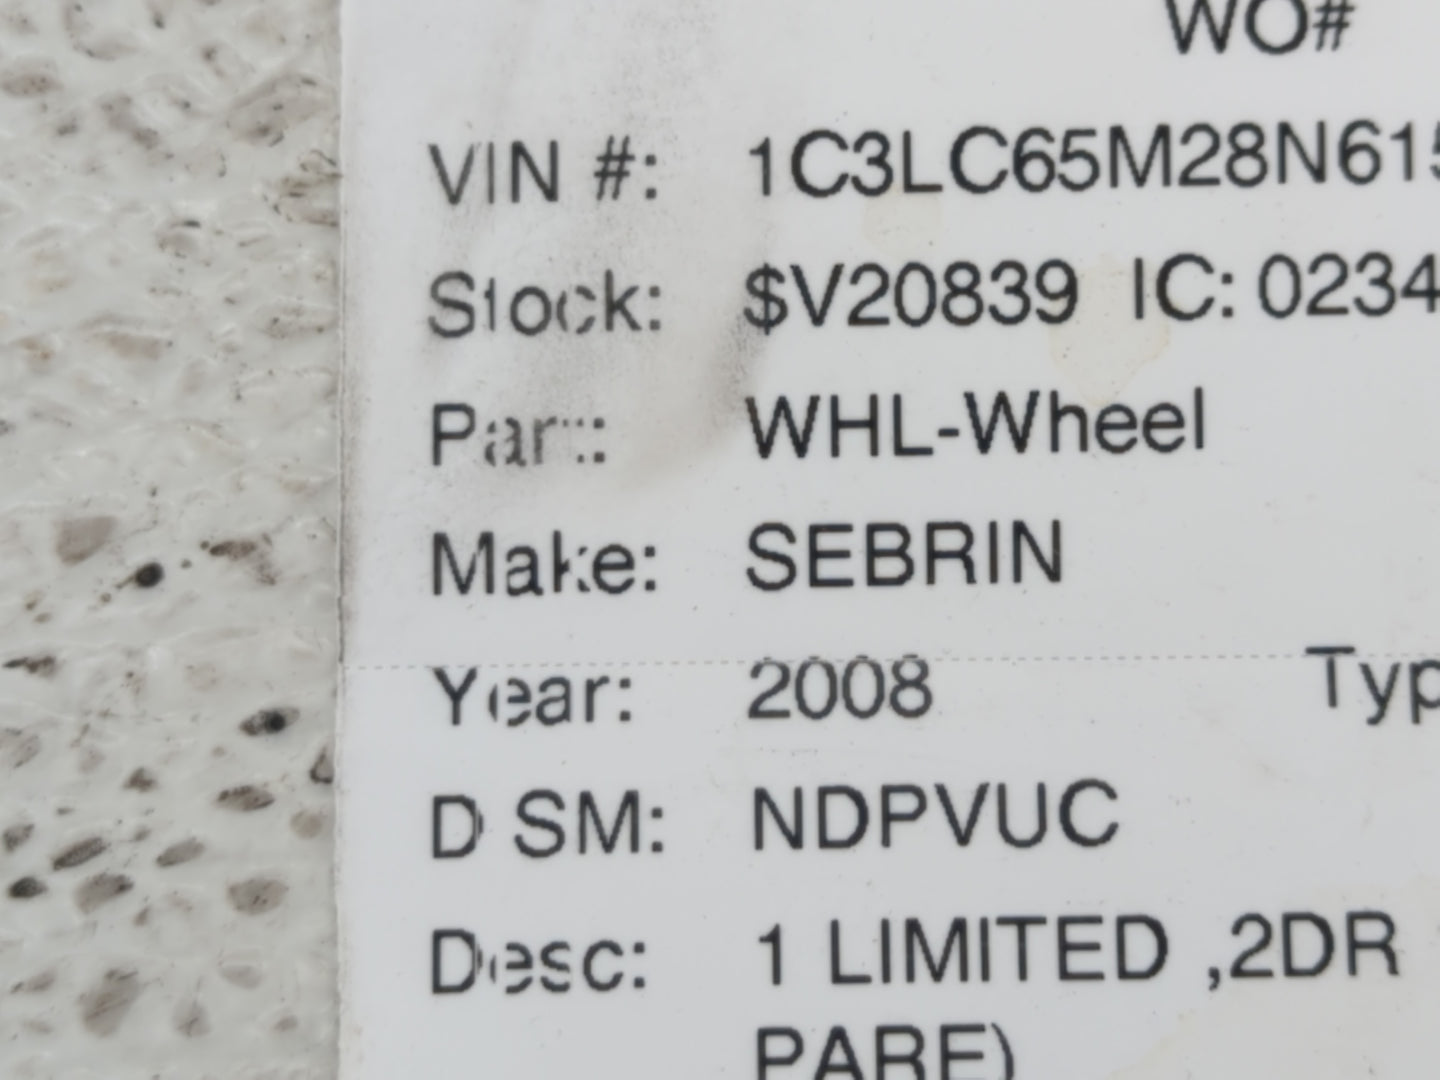 WO#
VIN #: 1C3LC65M28N615
Stock: $V20839 IC: 0234
Part: WHL-Wheel
Make: SEBRIN
Year: 2008 Typ
D SM: NDPVUC
Desc: 1 LIMITED ,2DR
PARE)